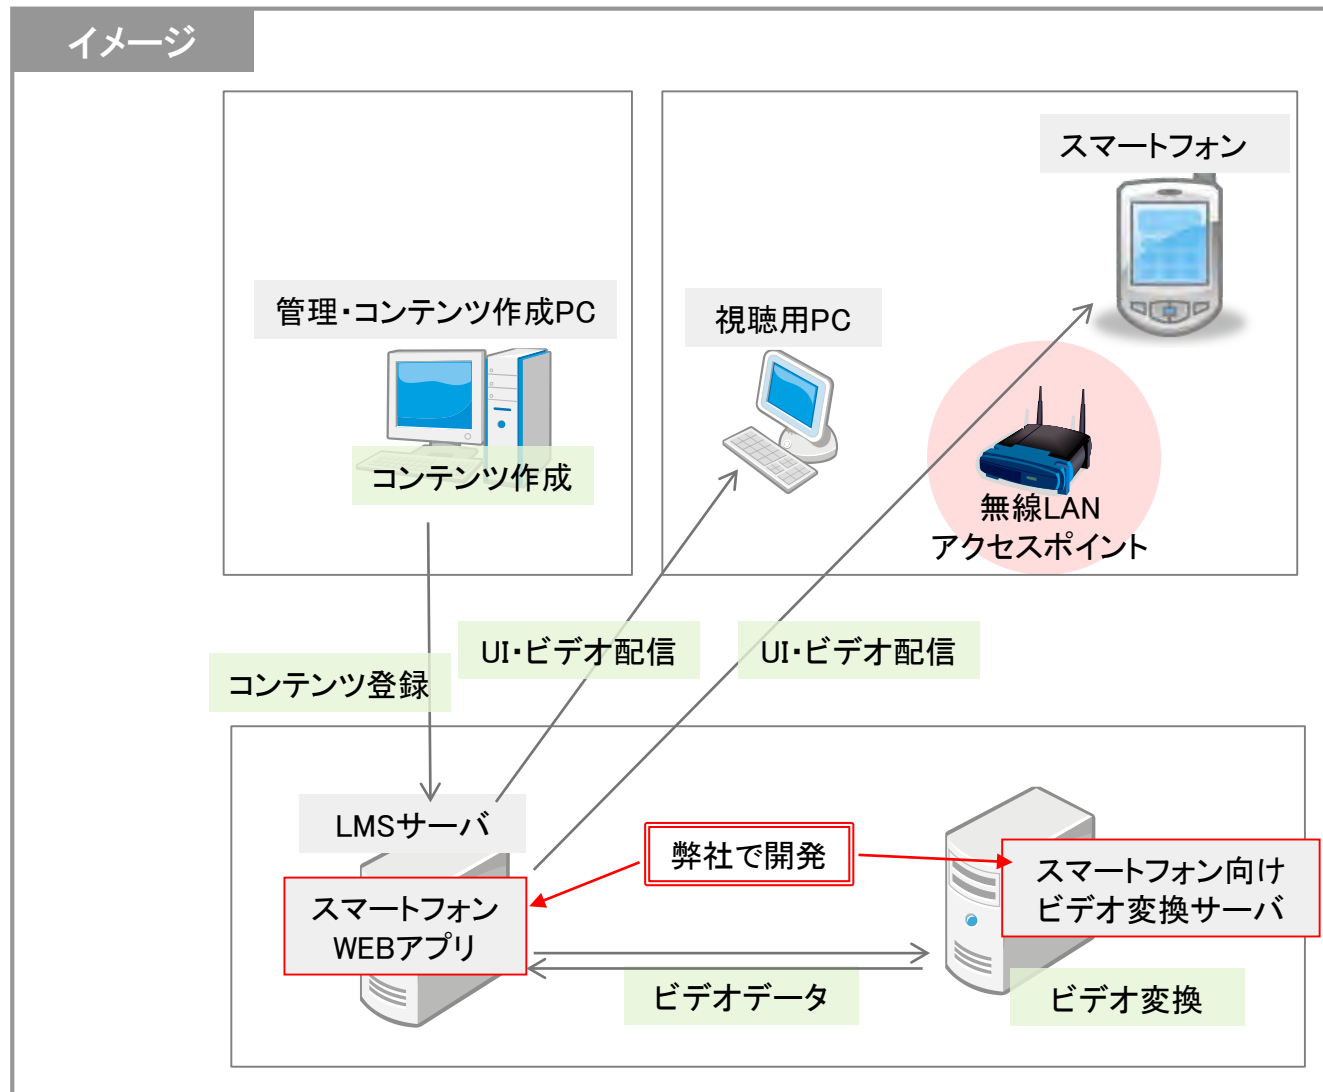 イメージ
スマートフォン
管理・コンテンツ作成PC
視聴用PC
コンテンツ作成
無線LAN
アクセスポイント
UI・ビデオ配信
UI・ビデオ配信
コンテンツ登録
LMSサーバ
弊社で開発
スマートフォン向け
ビデオ変換サーバ
スマートフォン
WEBアプリ
ビデオデータ
ビデオ変換